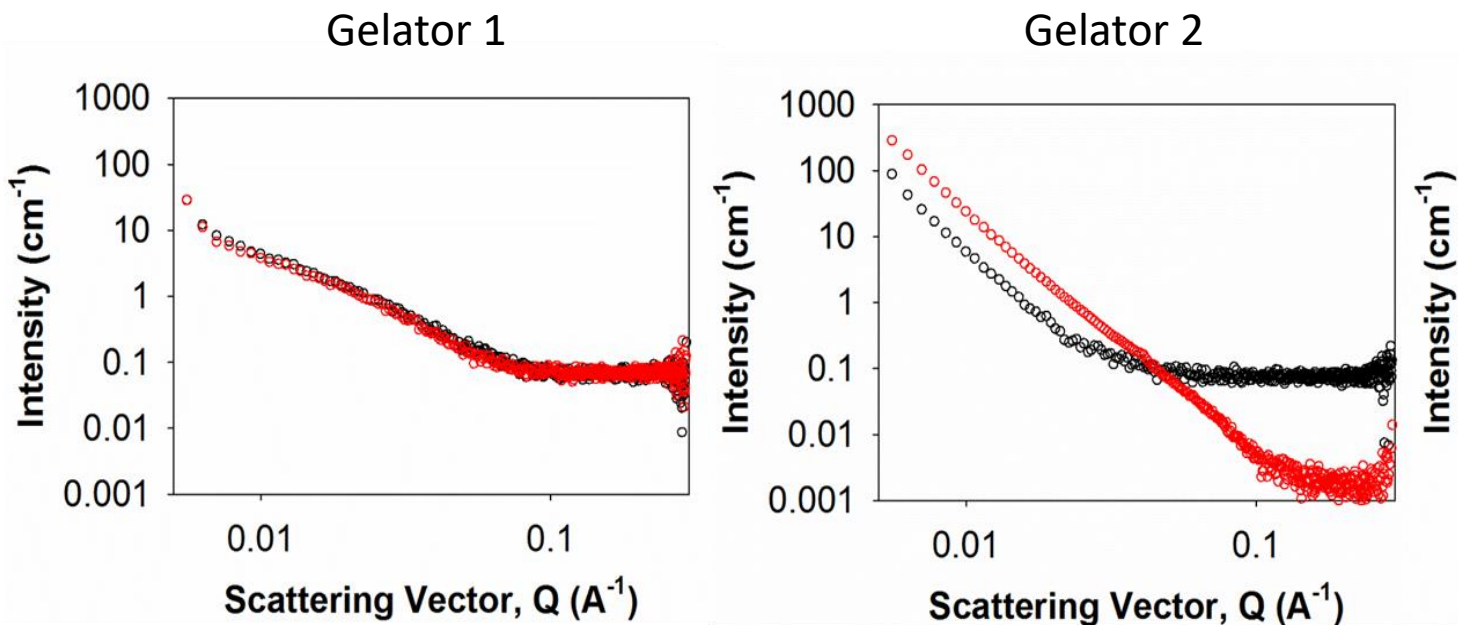 Gelator 1
Gelator 2
Intensity (cm-1)
1000
100
10
1
0.1
0.01
0.001
0.01
0.1
Scattering Vector, Q (A-1)
Intensity (cm-1)
1000
100
10
1
0.1
0.01
0.001
0.01
0.1
Scattering Vector, Q (A-1)
Intensity (cm-1)